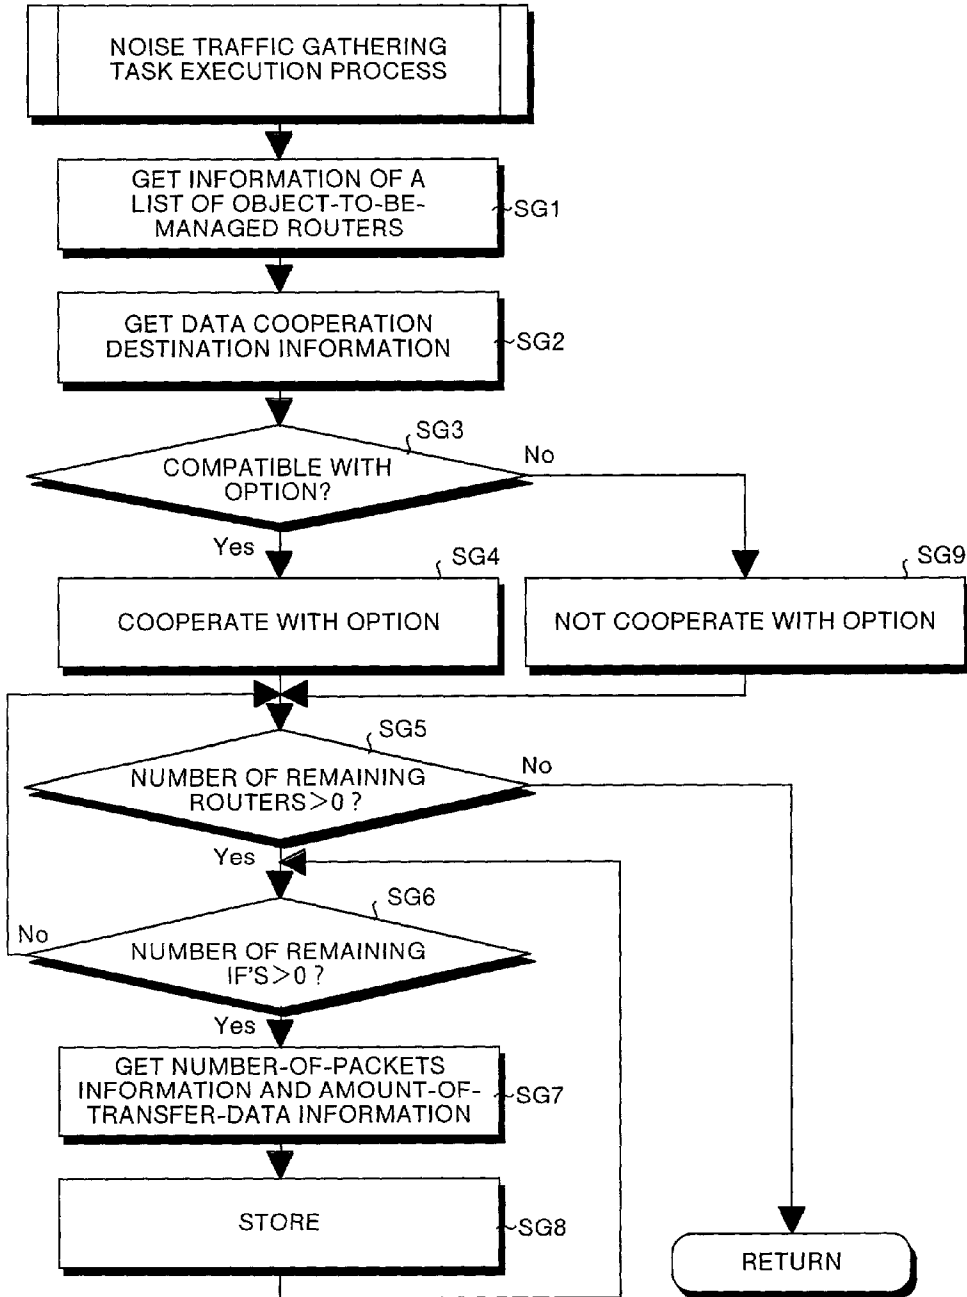 NOISE TRAFFIC GATHERING
TASK EXECUTION PROCESS
GET INFORMATION OF A
LIST OF OBJECT-TO-BE-
MANAGED ROUTERS
SG1
GET DATA COOPERATION
DESTINATION INFORMATION
SG2
SG3
COMPATIBLE WITH
OPTION?
No
Yes
SG4
COOPERATE WITH OPTION
SG9
NOT COOPERATE WITH OPTION
SG5
NUMBER OF REMAINING
ROUTERS>0?
No
Yes
SG6
NUMBER OF REMAINING
IF'S>0?
No
Yes
GET NUMBER-OF-PACKETS
INFORMATION AND AMOUNT-OF-
TRANSFER-DATA INFORMATION
SG7
STORE
SG8
RETURN